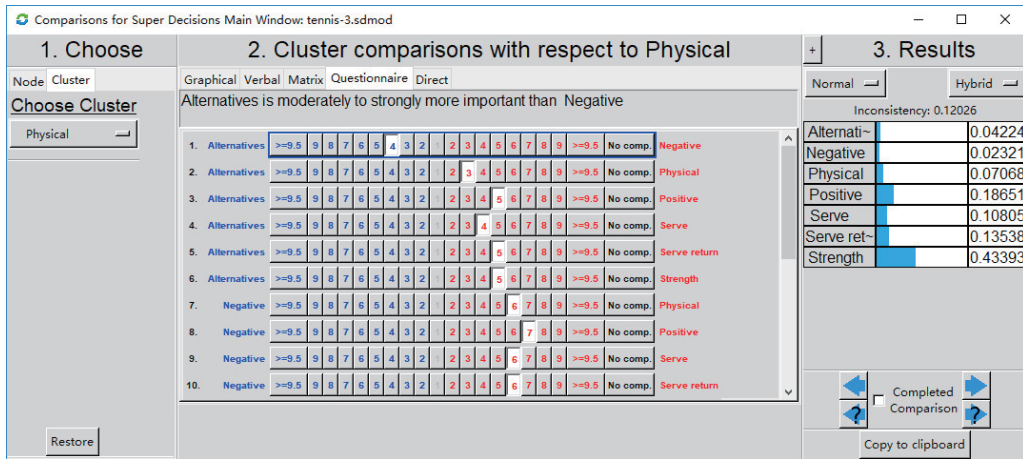 Comparisons for Super Decisions Main Window: tennis-3.sdmod
1. Choose
Node Cluster
Choose Cluster
Physical
Restore
2. Cluster comparisons with respect to Physical
Graphical Verbal Matrix Questionnaire Direct
Alternatives is moderately to strongly more important than Negative
1. Alternatives >=9.5 9 8 7 6 5 4 3 2 1 2 3 4 5 6 7 8 9 >=9.5 No comp. Negative
2. Alternatives >=9.5 9 8 7 6 5 4 3 2 1 2 3 4 5 6 7 8 9 >=9.5 No comp. Physical
3. Alternatives >=9.5 9 8 7 6 5 4 3 2 1 2 3 4 5 6 7 8 9 >=9.5 No comp. Positive
4. Alternatives >=9.5 9 8 7 6 5 4 3 2 1 2 3 4 5 6 7 8 9 >=9.5 No comp. Serve
5. Alternatives >=9.5 9 8 7 6 5 4 3 2 1 2 3 4 5 6 7 8 9 >=9.5 No comp. Serve return
6. Alternatives >=9.5 9 8 7 6 5 4 3 2 1 2 3 4 5 6 7 8 9 >=9.5 No comp. Strength
7. Negative >=9.5 9 8 7 6 5 4 3 2 1 2 3 4 5 6 7 8 9 >=9.5 No comp. Physical
8. Negative >=9.5 9 8 7 6 5 4 3 2 1 2 3 4 5 6 7 8 9 >=9.5 No comp. Positive
9. Negative >=9.5 9 8 7 6 5 4 3 2 1 2 3 4 5 6 7 8 9 >=9.5 No comp. Serve
10. Negative >=9.5 9 8 7 6 5 4 3 2 1 2 3 4 5 6 7 8 9 >=9.5 No comp. Serve return
+ 3. Results
Normal Hybrid
Inconsistency: 0.12026
Alternati~ 0.04224
Negative 0.02321
Physical 0.07068
Positive 0.18651
Serve 0.10805
Serve ret~ 0.13538
Strength 0.43393
Completed
Comparison
? ?
Copy to clipboard